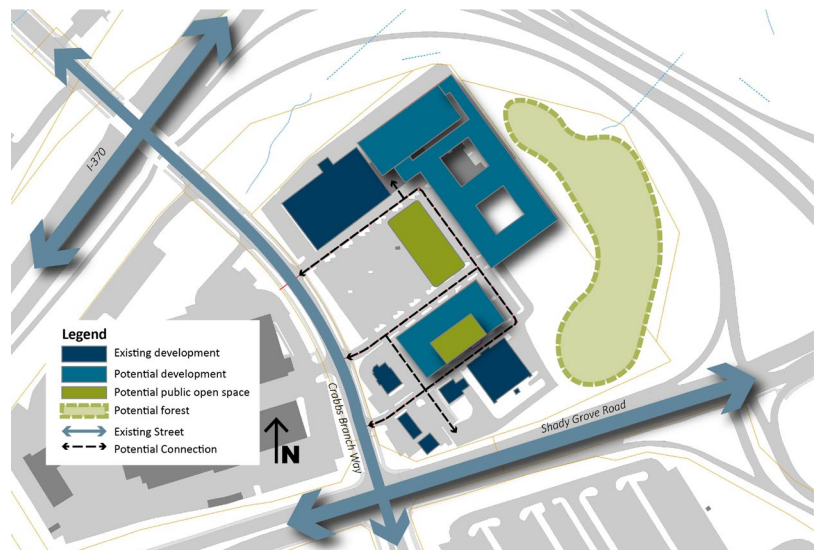 I-370
Legend
Existing development
Potential development
Potential public open space
Potential forest
Existing Street
Potential Connection
N
Crabbs Branch Way
Shady Grove Road